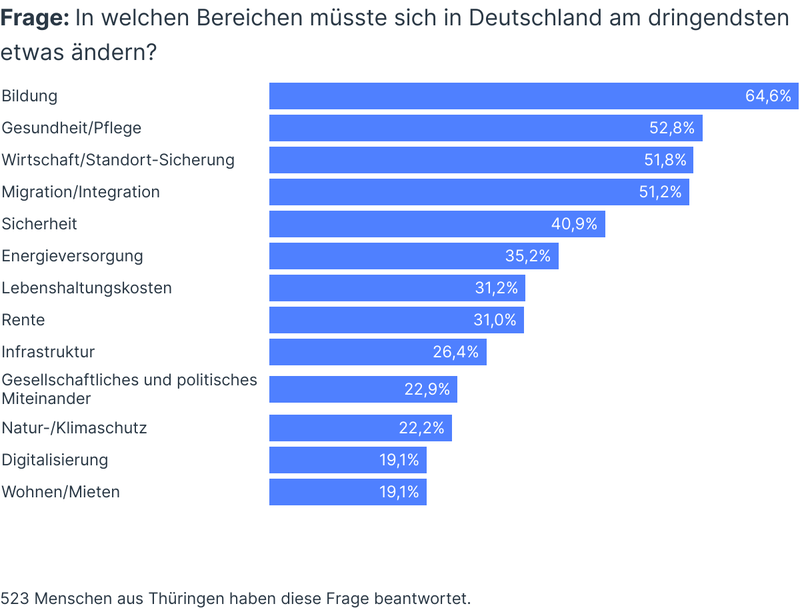 Frage: In welchen Bereichen müsste sich in Deutschland am dringendsten
etwas ändern?
Bildung 64,6%
Gesundheit/Pflege 52,8%
Wirtschaft/Standort-Sicherung 51,8%
Migration/Integration 51,2%
Sicherheit 40,9%
Energieversorgung 35,2%
Lebenshaltungskosten 31,2%
Rente 31,0%
Infrastruktur 26,4%
Gesellschaftliches und politisches
Miteinander 22,9%
Natur-/Klimaschutz 22,2%
Digitalisierung 19,1%
Wohnen/Mieten 19,1%
523 Menschen aus Thüringen haben diese Frage beantwortet.